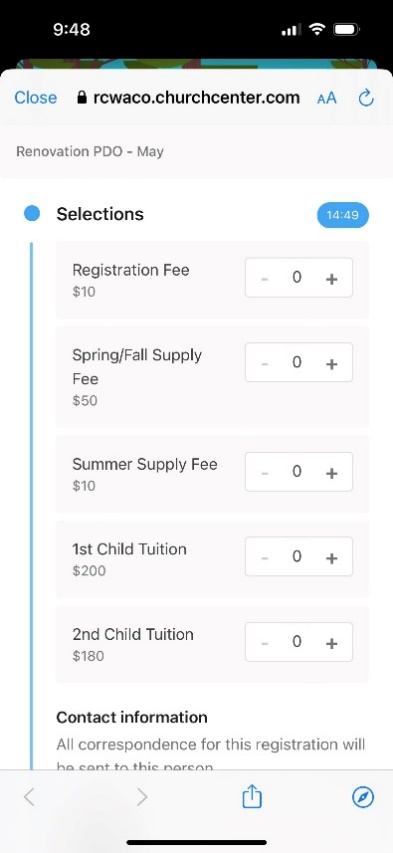 9:48
Close rcwaco.churchcenter.com AA
Renovation PDO - May
Selections 14:49
Registration Fee
$10
- 0 +
Spring/Fall Supply
Fee
$50
- 0 +
Summer Supply Fee
$10
- 0 +
1st Child Tuition
$200
- 0 +
2nd Child Tuition
$180
- 0 +
Contact information
All correspondence for this registration will
be sent to this person